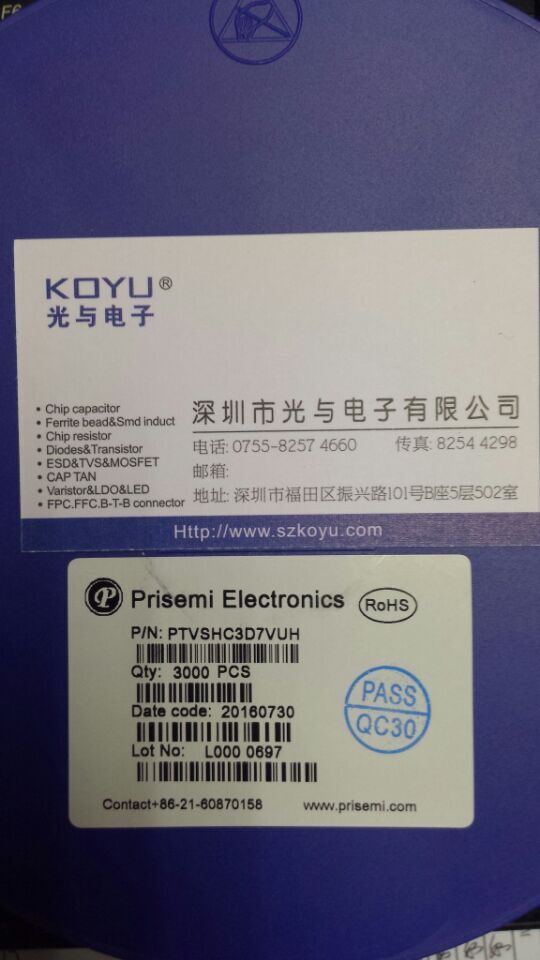 KOYU®
光与电子
• Chip capacitor
• Ferrite bead&Smd induct
• Chip resistor
• Diodes&Transistor
• ESD&TVS&MOSFET
• CAP TAN
• Varistor&LDO&LED
• FPC.FFC.B-T-B connector
深圳市光与电子有限公司
电话: 0755-8257 4660 传真: 8254 4298
邮箱:
地址: 深圳市福田区振兴路101号B座5层502室
Http://www.szkoyu.com
P Prisemi Electronics RoHS
P/N: PTVSHC3D7VUH
Qty: 3000 PCS
Date code: 20160730
Lot No: L000 0697
PASS
QC30
Contact+86-21-60870158 www.prisemi.com